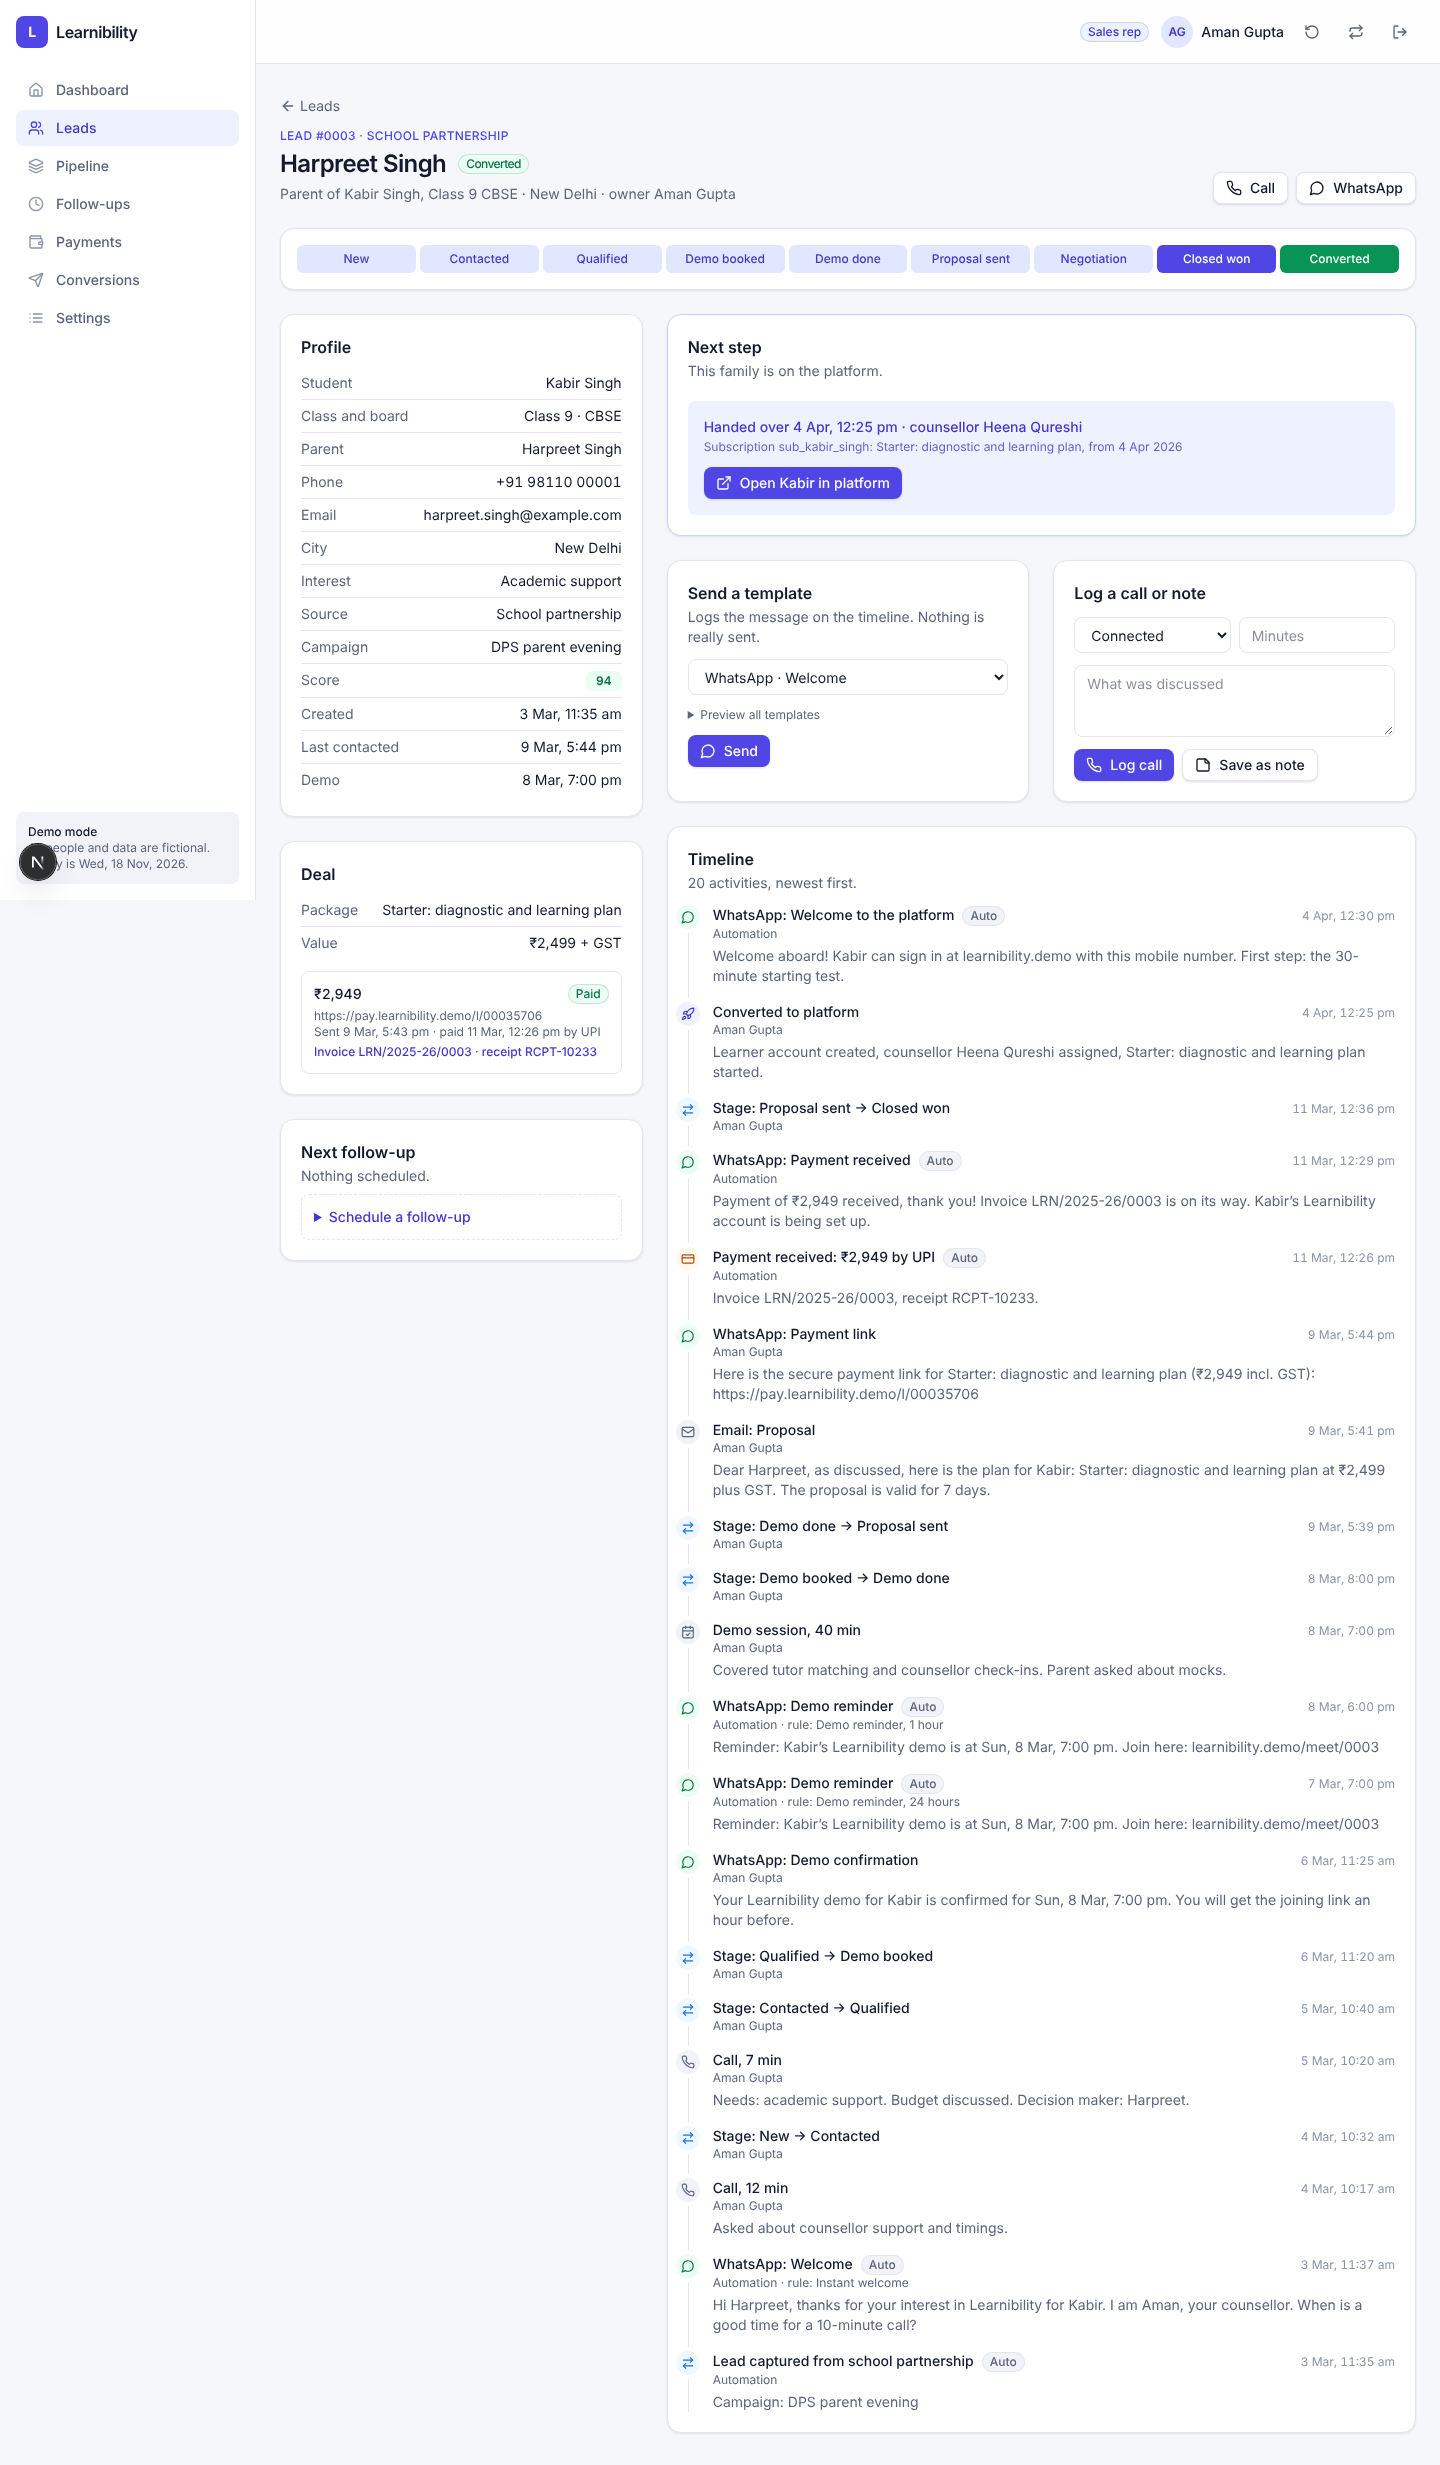 L Learnibility
Dashboard
Leads
Pipeline
Follow-ups
Payments
Conversions
Settings
Demo mode
people and data are fictional.
is Wed, 18 Nov, 2026.
N
Sales rep
AG Aman Gupta
← Leads
LEAD #0003 · SCHOOL PARTNERSHIP
Harpreet Singh Converted
Parent of Kabir Singh, Class 9 CBSE · New Delhi · owner Aman Gupta
Call WhatsApp
New Contacted Qualified Demo booked Demo done Proposal sent Negotiation Closed won Converted
Profile
Student Kabir Singh
Class and board Class 9 · CBSE
Parent Harpreet Singh
Phone +91 98110 00001
Email harpreet.singh@example.com
City New Delhi
Interest Academic support
Source School partnership
Campaign DPS parent evening
Score 94
Created 3 Mar, 11:35 am
Last contacted 9 Mar, 5:44 pm
Demo 8 Mar, 7:00 pm
Deal
Package Starter: diagnostic and learning plan
Value ₹2,499 + GST
₹2,949 Paid
https://pay.learnibility.demo/l/00035706
Sent 9 Mar, 5:43 pm · paid 11 Mar, 12:26 pm by UPI
Invoice LRN/2025-26/0003 · receipt RCPT-10233
Next follow-up
Nothing scheduled.
Schedule a follow-up
Next step
This family is on the platform.
Handed over 4 Apr, 12:25 pm · counsellor Heena Qureshi
Subscription sub_kabir_singh: Starter: diagnostic and learning plan, from 4 Apr 2026
Open Kabir in platform
Send a template
Logs the message on the timeline. Nothing is
really sent.
WhatsApp · Welcome
Preview all templates
Send
Log a call or note
Connected Minutes
What was discussed
Log call Save as note
Timeline
20 activities, newest first.
WhatsApp: Welcome to the platform Auto 4 Apr, 12:30 pm
Automation
Welcome aboard! Kabir can sign in at learnibility.demo with this mobile number. First step: the 30-
minute starting test.
Converted to platform 4 Apr, 12:25 pm
Aman Gupta
Learner account created, counsellor Heena Qureshi assigned, Starter: diagnostic and learning plan
started.
Stage: Proposal sent → Closed won 11 Mar, 12:36 pm
Aman Gupta
WhatsApp: Payment received Auto 11 Mar, 12:29 pm
Automation
Payment of ₹2,949 received, thank you! Invoice LRN/2025-26/0003 is on its way. Kabir’s Learnibility
account is being set up.
Payment received: ₹2,949 by UPI Auto 11 Mar, 12:26 pm
Automation
Invoice LRN/2025-26/0003, receipt RCPT-10233.
WhatsApp: Payment link 9 Mar, 5:44 pm
Aman Gupta
Here is the secure payment link for Starter: diagnostic and learning plan (₹2,949 incl. GST):
https://pay.learnibility.demo/l/00035706
Email: Proposal 9 Mar, 5:41 pm
Aman Gupta
Dear Harpreet, as discussed, here is the plan for Kabir: Starter: diagnostic and learning plan at ₹2,499
plus GST. The proposal is valid for 7 days.
Stage: Demo done → Proposal sent 9 Mar, 5:39 pm
Aman Gupta
Stage: Demo booked → Demo done 8 Mar, 8:00 pm
Aman Gupta
Demo session, 40 min 8 Mar, 7:00 pm
Aman Gupta
Covered tutor matching and counsellor check-ins. Parent asked about mocks.
WhatsApp: Demo reminder Auto 8 Mar, 6:00 pm
Automation · rule: Demo reminder, 1 hour
Reminder: Kabir’s Learnibility demo is at Sun, 8 Mar, 7:00 pm. Join here: learnibility.demo/meet/0003
WhatsApp: Demo reminder Auto 7 Mar, 7:00 pm
Automation · rule: Demo reminder, 24 hours
Reminder: Kabir’s Learnibility demo is at Sun, 8 Mar, 7:00 pm. Join here: learnibility.demo/meet/0003
WhatsApp: Demo confirmation 6 Mar, 11:25 am
Aman Gupta
Your Learnibility demo for Kabir is confirmed for Sun, 8 Mar, 7:00 pm. You will get the joining link an
hour before.
Stage: Qualified → Demo booked 6 Mar, 11:20 am
Aman Gupta
Stage: Contacted → Qualified 5 Mar, 10:40 am
Aman Gupta
Call, 7 min 5 Mar, 10:20 am
Aman Gupta
Needs: academic support. Budget discussed. Decision maker: Harpreet.
Stage: New → Contacted 4 Mar, 10:32 am
Aman Gupta
Call, 12 min 4 Mar, 10:17 am
Aman Gupta
Asked about counsellor support and timings.
WhatsApp: Welcome Auto 3 Mar, 11:37 am
Automation · rule: Instant welcome
Hi Harpreet, thanks for your interest in Learnibility for Kabir. I am Aman, your counsellor. When is a
good time for a 10-minute call?
Lead captured from school partnership Auto 3 Mar, 11:35 am
Automation
Campaign: DPS parent evening